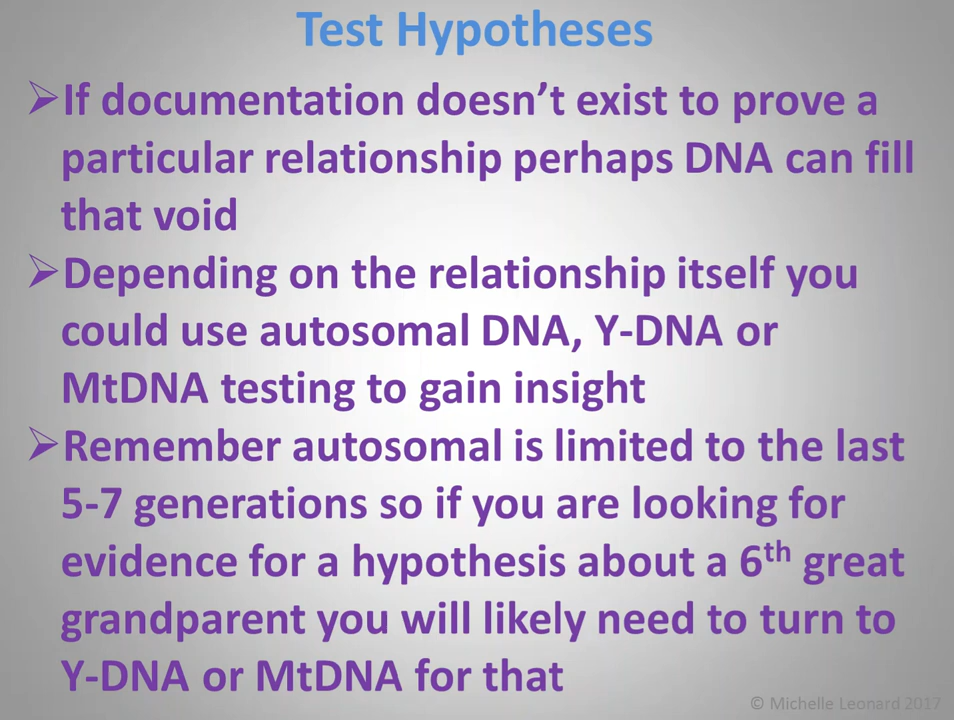 Test Hypotheses
➢If documentation doesn’t exist to prove a
particular relationship perhaps DNA can fill
that void
➢Depending on the relationship itself you
could use autosomal DNA, Y-DNA or
MtDNA testing to gain insight
➢Remember autosomal is limited to the last
5-7 generations so if you are looking for
evidence for a hypothesis about a 6th great
grandparent you will likely need to turn to
Y-DNA or MtDNA for that
© Michelle Leonard 2017